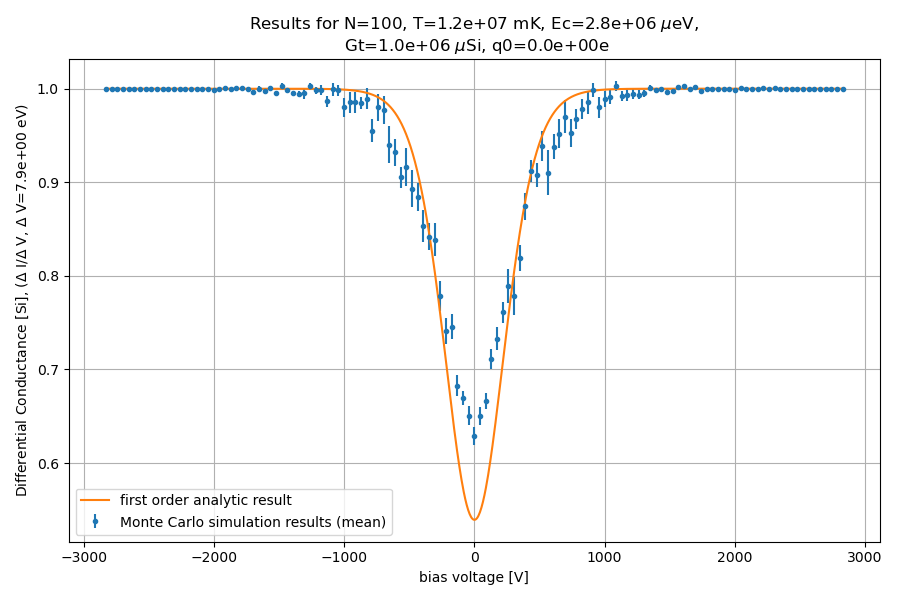 Results for N=100, T=1.2e+07 mK, Ec=2.8e+06 μeV,
Gt=1.0e+06 μSi, q0=0.0e+00e
Differential Conductance [Si], (Δ I/Δ V, Δ V=7.9e+00 eV)
1.0
0.9
0.8
0.7
0.6
first order analytic result
Monte Carlo simulation results (mean)
−3000 −2000 −1000 0 1000 2000 3000
bias voltage [V]